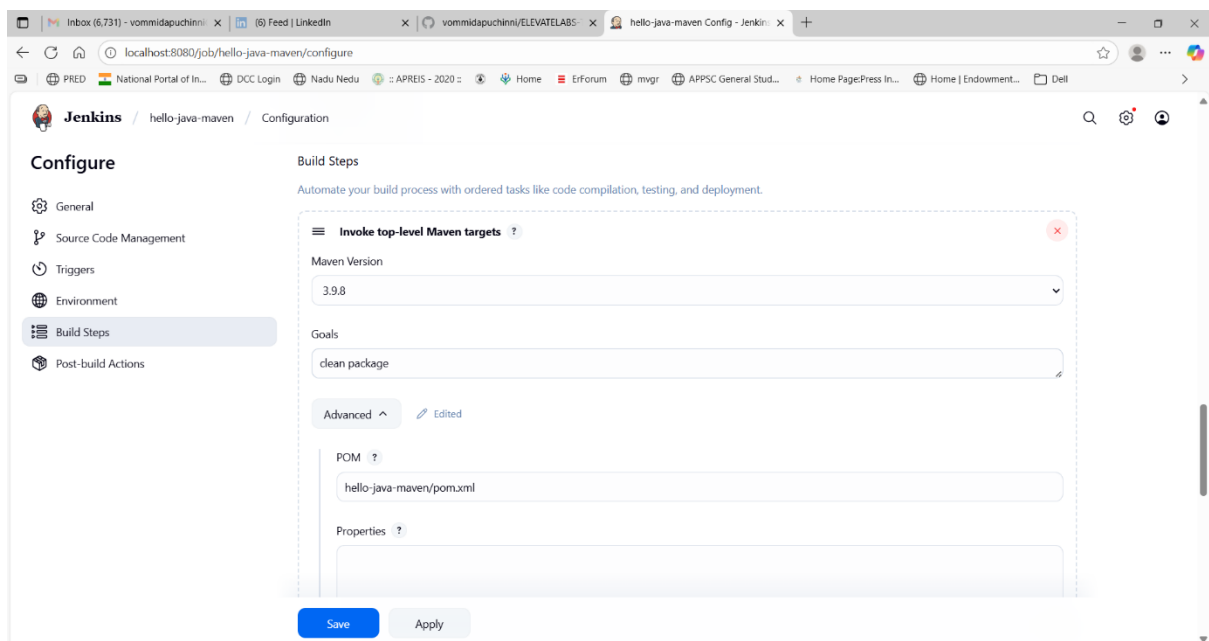 Inbox (6,731) - vommidapuchinni
(6) Feed | LinkedIn
vommidapuchinni/ELEVATELABS-
hello-java-maven Config - Jenkins
localhost:8080/job/hello-java-maven/configure
PRED
National Portal of In...
DCC Login
Nadu Nedu
:: APREIS - 2020 ::
Home
ErForum
mvgr
APPSC General Stud...
Home Page:Press In...
Home | Endowment...
Dell
Jenkins / hello-java-maven / Configuration
Configure
General
Source Code Management
Triggers
Environment
Build Steps
Post-build Actions
Build Steps
Automate your build process with ordered tasks like code compilation, testing, and deployment.
Invoke top-level Maven targets ?
Maven Version
3.9.8
Goals
clean package
Advanced
Edited
POM ?
hello-java-maven/pom.xml
Properties ?
Save
Apply